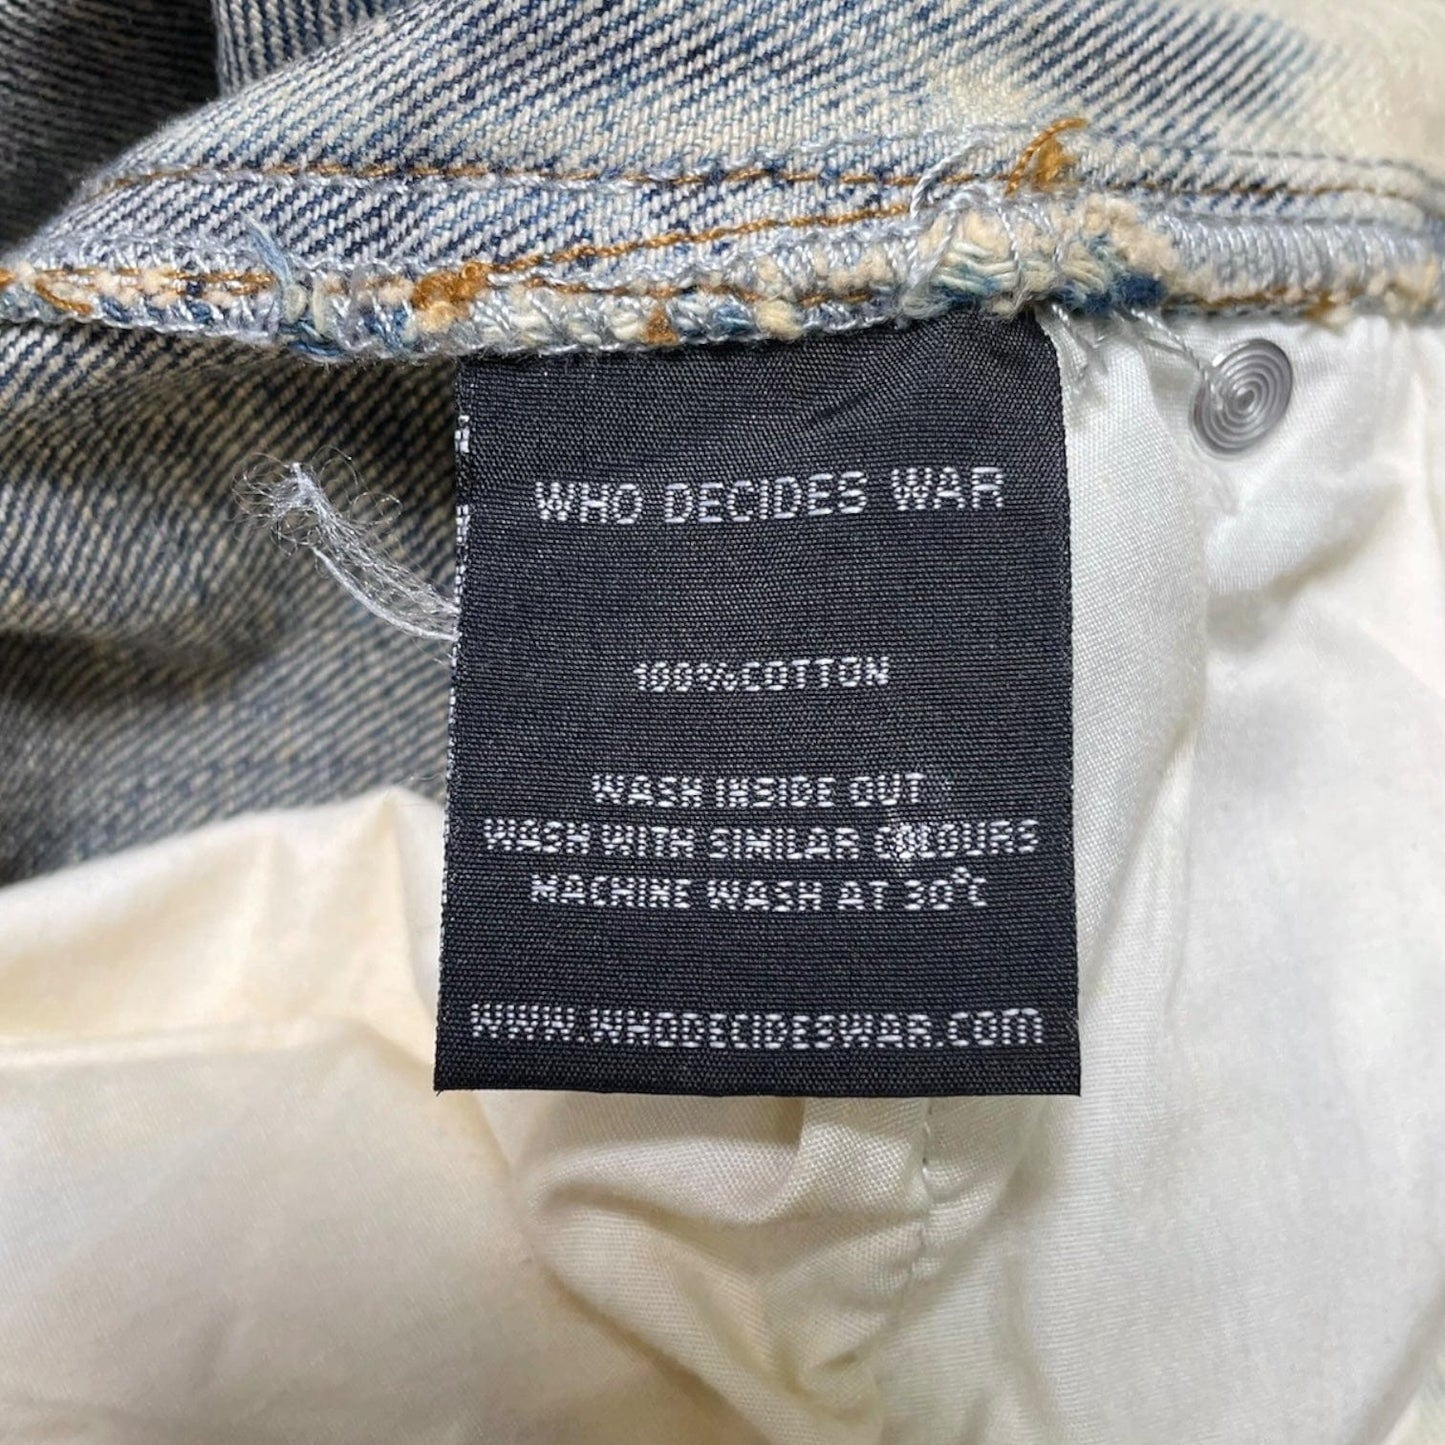 WHO DECIDES WAR
100%COTTON
WASH INSIDE OUT
WASH WITH SIMILAR COLOURS
MACHINE WASH AT 30°C
WWW.WHODECIDESWAR.COM